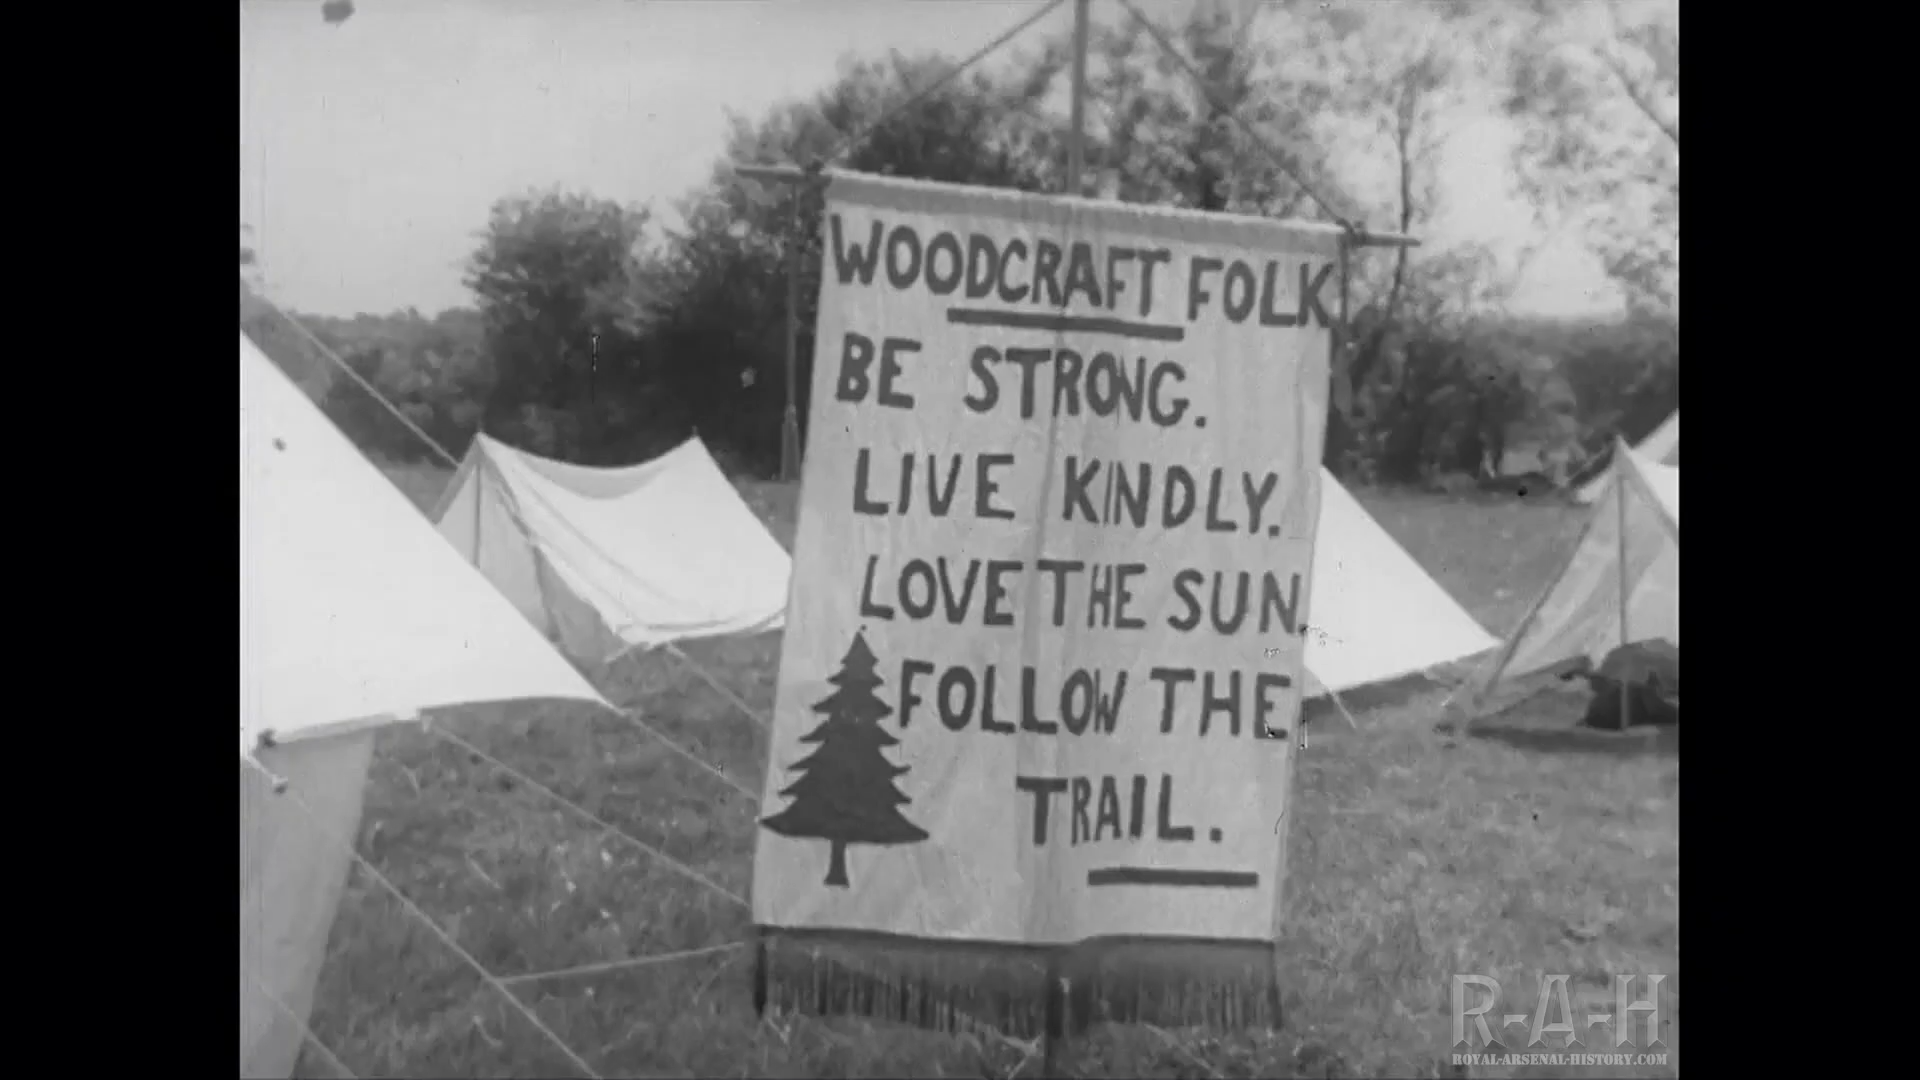 WOODCRAFT FOLK
BE STRONG.
LIVE KINDLY.
LOVE THE SUN.
FOLLOW THE
TRAIL.
R-A-H
ROYAL-ARSENAL-HISTORY.COM